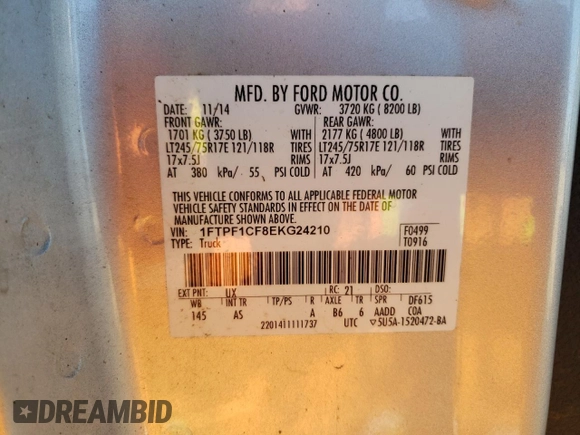 MFD. BY FORD MOTOR CO.
DATE: 11/14 GVWR: 3720 KG ( 8200 LB)
FRONT GAWR: REAR GAWR:
1701 KG ( 3750 LB) WITH 2177 KG ( 4800 LB) WITH
LT245/75R17E 121/118R TIRES LT245/75R17E 121/118R TIRES
17x7.5J RIMS 17x7.5J RIMS
AT 380 kPa/ 55 PSI COLD AT 420 kPa/ 60 PSI COLD
THIS VEHICLE CONFORMS TO ALL APPLICABLE FEDERAL MOTOR
VEHICLE SAFETY STANDARDS IN EFFECT ON THE DATE OF
MANUFACTURE SHOWN ABOVE.
VIN: 1FTPF1CF8EKG24210 F0499
TYPE: Truck T0916
EXT PNT: UX RC: 21 DSO:
WB INT TR TP/PS R AXLE TR SPR DF615
145 AS A B6 6 AADD COA
2201411111737 UTC 5U5A-1520472-BA
DREAMBID